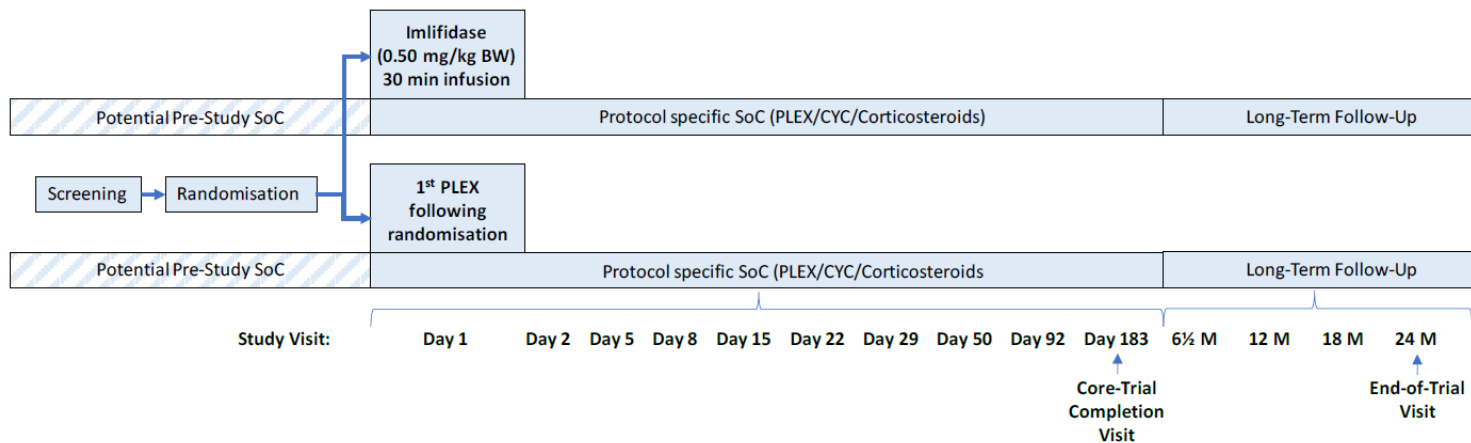 Imlifidase
(0.50 mg/kg BW)
30 min infusion
Potential Pre-Study SoC
Protocol specific SoC (PLEX/CYC/Corticosteroids)
Long-Term Follow-Up
Screening
Randomisation
1st PLEX
following
randomisation
Potential Pre-Study SoC
Protocol specific SoC (PLEX/CYC/Corticosteroids
Long-Term Follow-Up
Study Visit: Day 1 Day 2 Day 5 Day 8 Day 15 Day 22 Day 29 Day 50 Day 92 Day 183 6½ M 12 M 18 M 24 M
Core-Trial
Completion
Visit
End-of-Trial
Visit